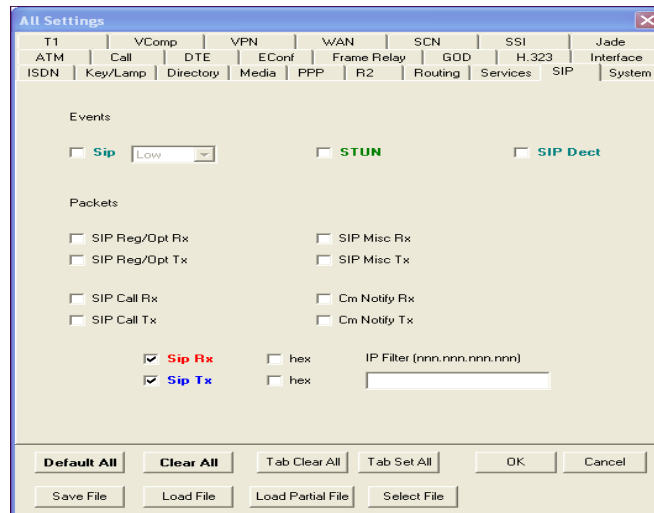 All Settings
T1 VComp VPN WAN SCN SSI Jade
ATM Call DTE EConf Frame Relay GOD H.323 Interface
ISDN Key/Lamp Directory Media PPP R2 Routing Services SIP System
Events
Sip Low STUN SIP Dect
Packets
SIP Reg/Opt Rx SIP Misc Rx
SIP Reg/Opt Tx SIP Misc Tx
SIP Call Rx Cm Notify Rx
SIP Call Tx Cm Notify Tx
Sip Rx hex IP Filter (nnn.nnn.nnn.nnn)
Sip Tx hex
Default All Clear All Tab Clear All Tab Set All OK Cancel
Save File Load File Load Partial File Select File